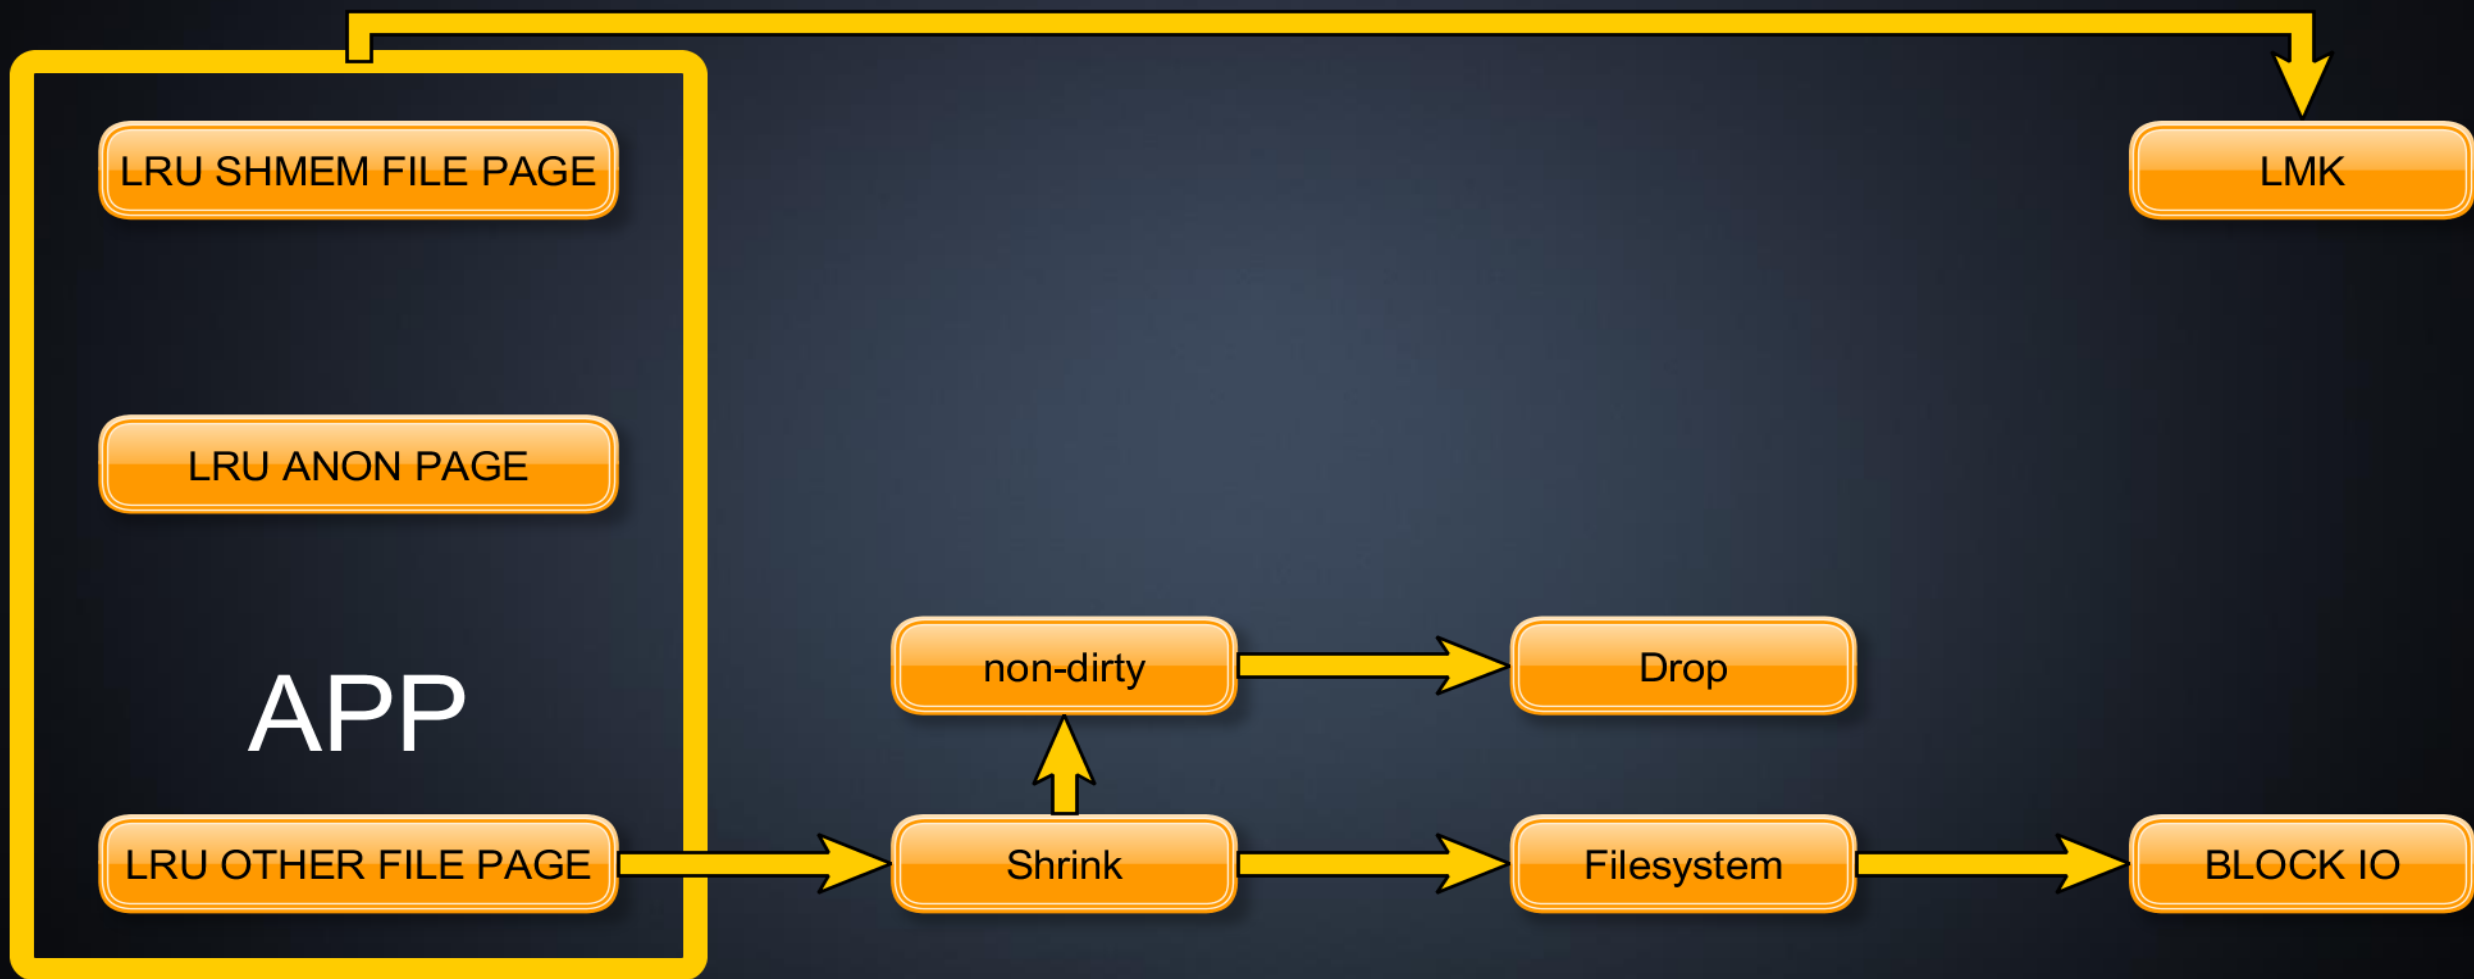 LRU SHMEM FILE PAGE
LMK
LRU ANON PAGE
non-dirty
Drop
APP
LRU OTHER FILE PAGE
Shrink
Filesystem
BLOCK IO